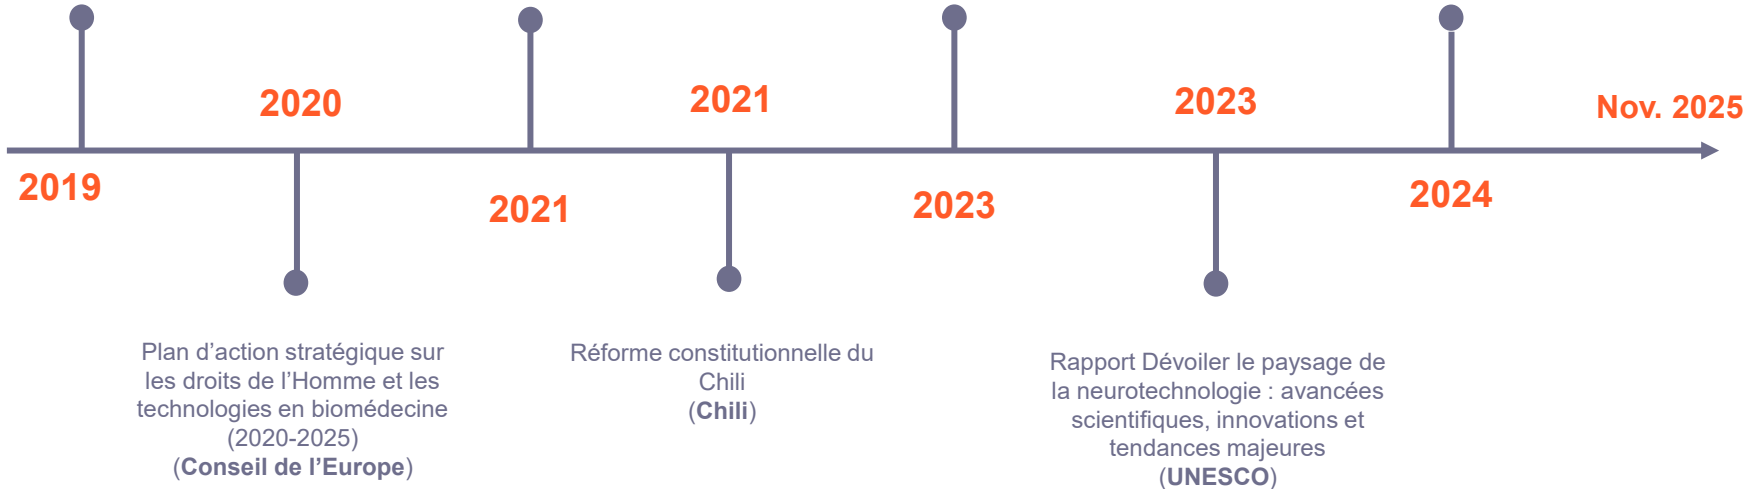 2020
2021
2023
Nov. 2025
2019
2021
2023
2024
Plan d’action stratégique sur
les droits de l’Homme et les
technologies en biomédecine
(2020-2025)
(Conseil de l’Europe)
Réforme constitutionnelle du
Chili
(Chili)
Rapport Dévoiler le paysage de
la neurotechnologie : avancées
scientifiques, innovations et
tendances majeures
(UNESCO)